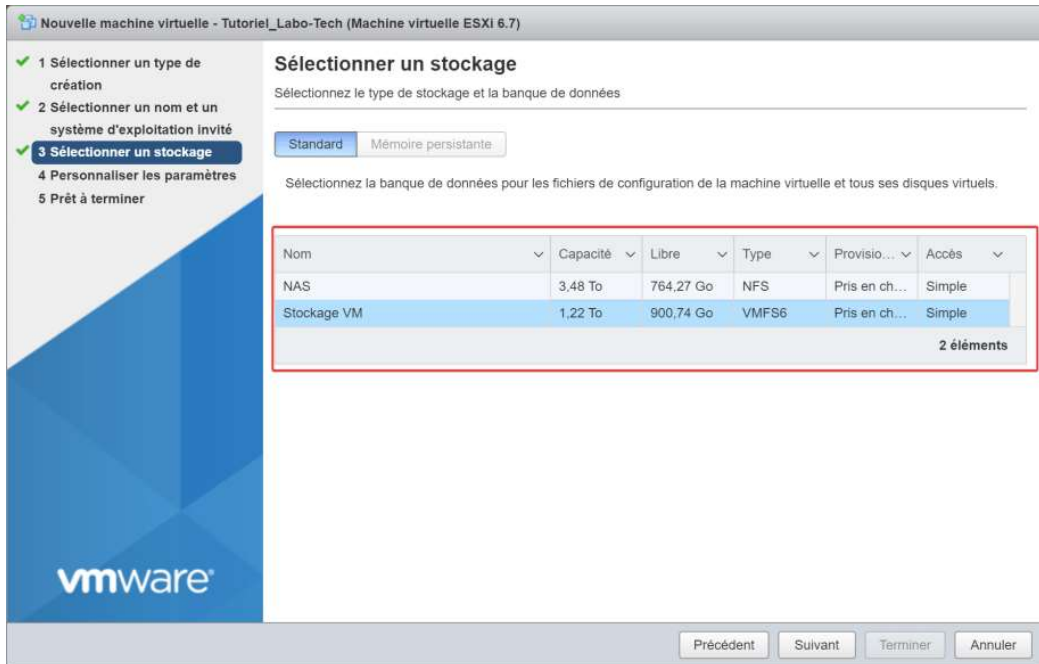 Nouvelle machine virtuelle - Tutoriel_Labo-Tech (Machine virtuelle ESXi 6.7)
1 Sélectionner un type de
création
2 Sélectionner un nom et un
système d'exploitation invité
3 Sélectionner un stockage
4 Personnaliser les paramètres
5 Prêt à terminer
vmware
Sélectionner un stockage
Sélectionnez le type de stockage et la banque de données
Standard Mémoire persistante
Sélectionnez la banque de données pour les fichiers de configuration de la machine virtuelle et tous ses disques virtuels.
Nom Capacité Libre Type Provisio... Accès
NAS 3,48 To 764,27 Go NFS Pris en ch... Simple
Stockage VM 1,22 To 900,74 Go VMFS6 Pris en ch... Simple
2 éléments
Précédent Suivant Terminer Annuler